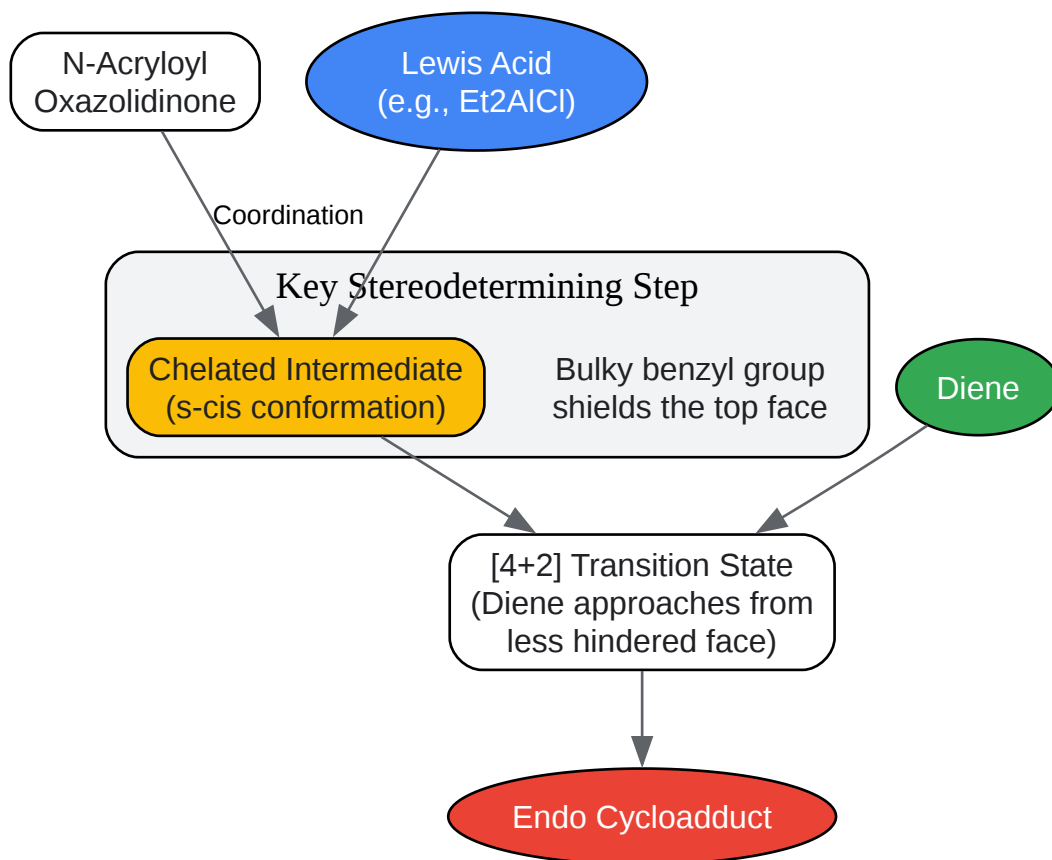 N-Acryloyl
Oxazolidinone
Lewis Acid
(e.g., Et2AlCl)
Coordination
Key Stereodetermining Step
Chelated Intermediate
(s-cis conformation)
Bulky benzyl group
shields the top face
Diene
[4+2] Transition State
(Diene approaches from
less hindered face)
Endo Cycloadduct